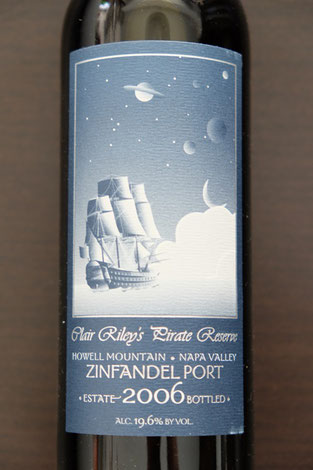 Clair Riley's Pirate Reserve
HOWELL MOUNTAIN • NAPA VALLEY
ZINFANDEL PORT
• ESTATE 2006 BOTTLED •
ALC. 19.6% BY VOL.